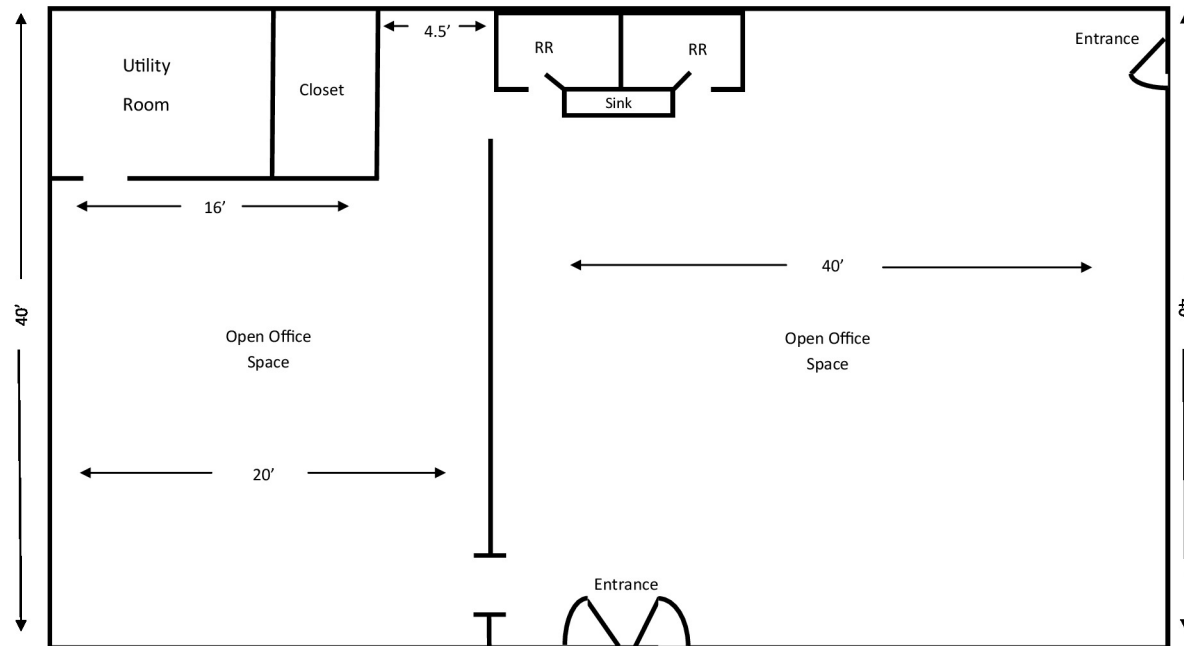 4.5’
RR
RR
Entrance
Utility
Room
Closet
Sink
16’
40’
40’
40’
Open Office
Space
Open Office
Space
20’
Entrance